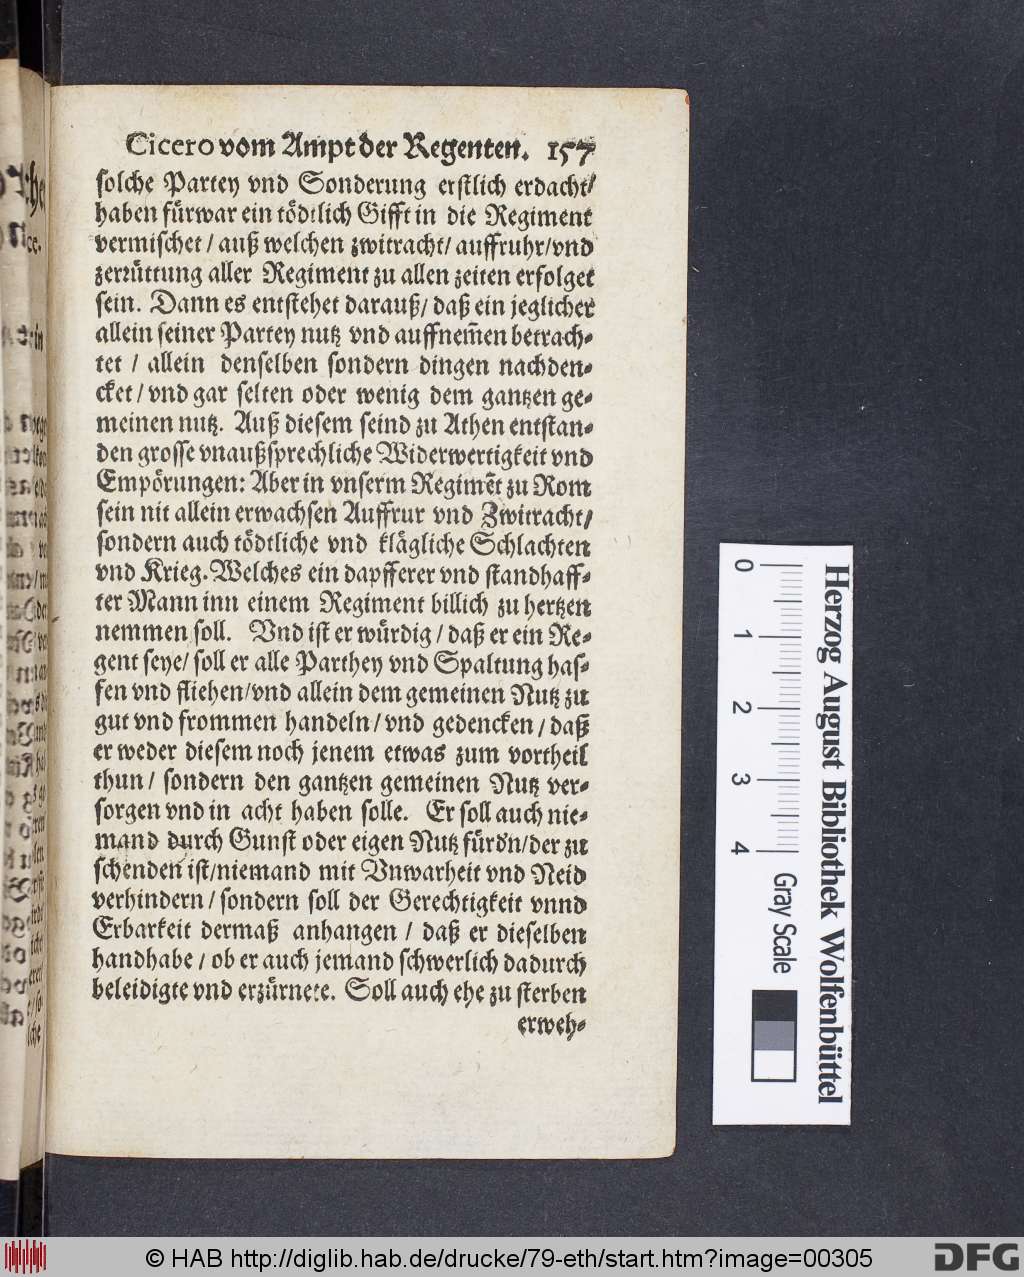 Cicero vom Ampt der Regenten. 157
solche Partey vnd Sonderung erstlich erdacht/
haben fürwar ein tödtlich Gifft in die Regiment
vermischet / auß welchen zwitracht / auffruhr/vnd
zerrüttung aller Regiment zu allen zeiten erfolget
sein. Dann es entstehet darauß/ daß ein jeglicher
allein seiner Partey nutz vnd auffnem̃en betrach-
tet / allein denselben sondern dingen nachden-
cket / vnd gar selten oder wenig dem gantzen ge-
meinen nutz. Auß diesem seind zu Athen entstan-
den grosse vnaußsprechliche Widerwertigkeit vnd
Empörungen: Aber in vnserm Regimẽt zu Rom
sein nit allein erwachsen Auffrur vnd Zwitracht/
sondern auch tödtliche vnd klägliche Schlachten
vnd Krieg. Welches ein dapfferer vnd standhaff-
ter Mann inn einem Regiment billich zu hertzen
nemmen soll. Vnd ist er würdig / daß er ein Re-
gent seye/ soll er alle Parthey vnd Spaltung has-
sen vnd fliehen/vnd allein dem gemeinen Nutz zu
gut vnd frommen handeln / vnd gedencken / daß
er weder diesem noch jenem etwas zum vortheil
thun / sondern den gantzen gemeinen Nutz ver-
sorgen vnd in acht haben solle. Er soll auch nie-
mand durch Gunst oder eigen Nutz fürdn/der zu
schenden ist/niemand mit Vnwarheit vnd Neid
verhindern / sondern soll der Gerechtigkeit vnnd
Erbarkeit dermaß anhangen / daß er dieselben
handhabe / ob er auch jemand schwerlich dadurch
beleidigte vnd erzürnete. Soll auch ehe zu sterben
erweh-
0 1 2 3 4 Gray Scale
Herzog August Bibliothek Wolfenbüttel
© HAB http://diglib.hab.de/drucke/79-eth/start.htm?image=00305
DFG